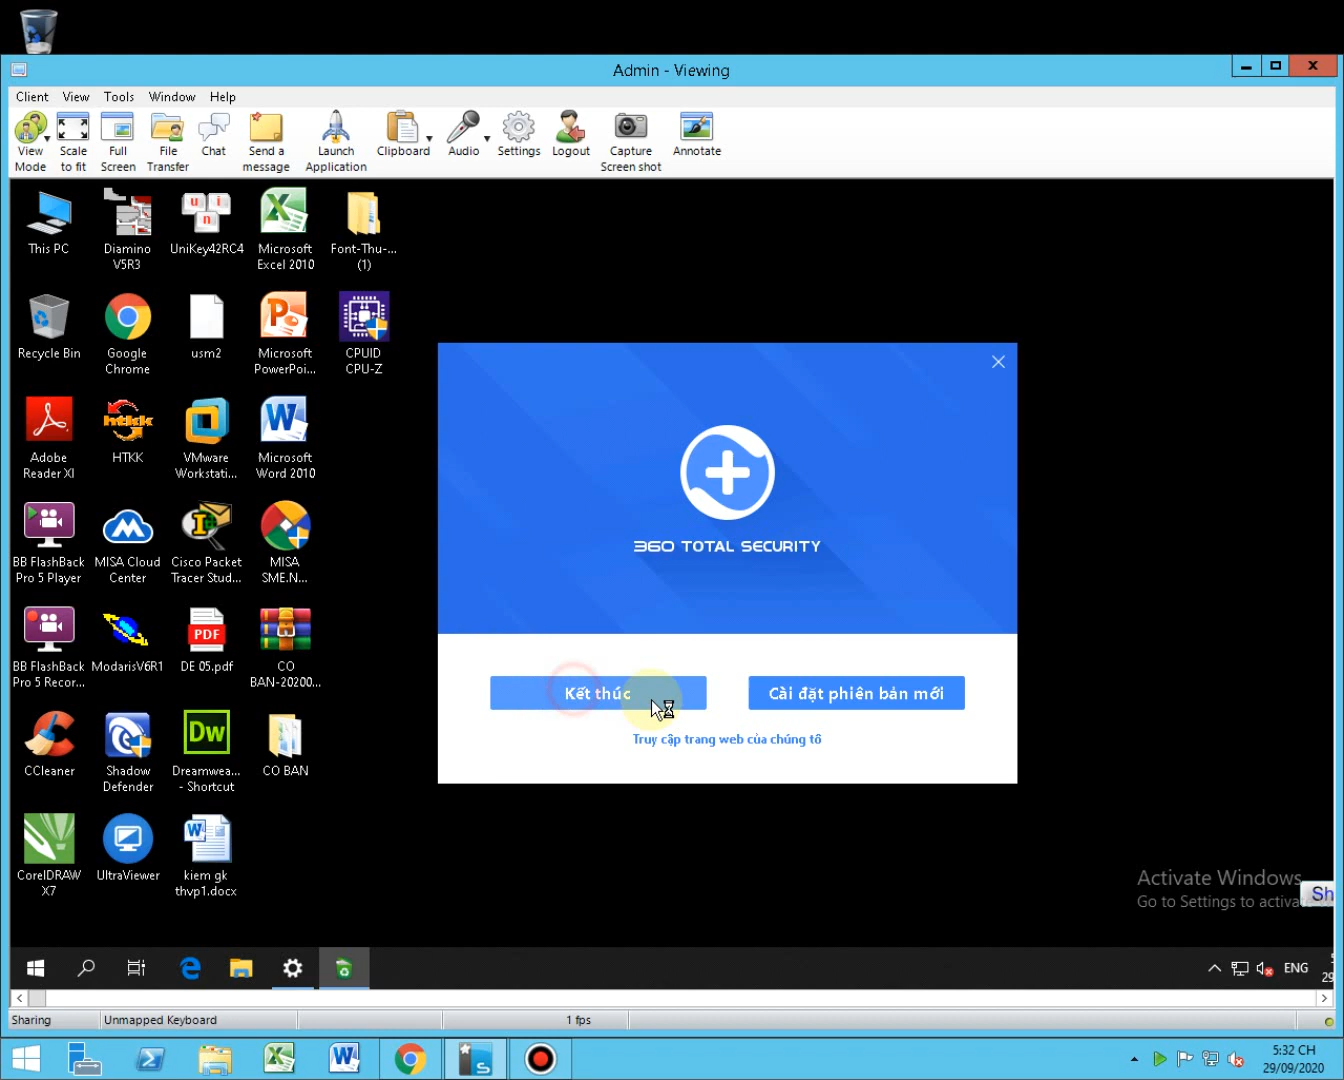 Admin - Viewing
Client View Tools Window Help
View Mode
Scale to fit
Full Screen
File Transfer
Chat
Send a message
Launch Application
Clipboard
Audio
Settings
Logout
Capture Screen shot
Annotate
This PC
Diamino V5R3
UniKey42RC4
Microsoft Excel 2010
Font-Thu-... (1)
Recycle Bin
Google Chrome
usm2
Microsoft PowerPoi...
CPUID CPU-Z
Adobe Reader XI
HTKK
VMware Workstati...
Microsoft Word 2010
BB FlashBack Pro 5 Player
MISA Cloud Center
Cisco Packet Tracer Stud...
MISA SME.N...
BB FlashBack Pro 5 Recor...
ModarisV6R1
PDF
DE 05.pdf
CO BAN-20200...
CCleaner
Shadow Defender
Dw
Dreamwea... - Shortcut
CO BAN
CorelDRAW X7
UltraViewer
kiem gk thvp1.docx
360 TOTAL SECURITY
Kết thúc
Cài đặt phiên bản mới
Truy cập trang web của chúng tô
Activate Windows
Go to Settings to activa
Sh
ENG
Sharing
Unmapped Keyboard
1 fps
5:32 CH
29/09/2020